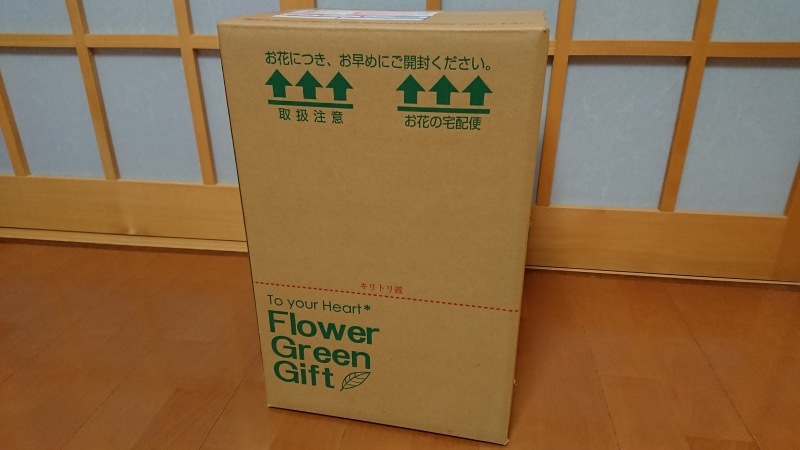 お花につき、お早めにご開封ください。
取扱注意
お花の宅配便
キリトリ線
To your Heart*
Flower
Green
Gift